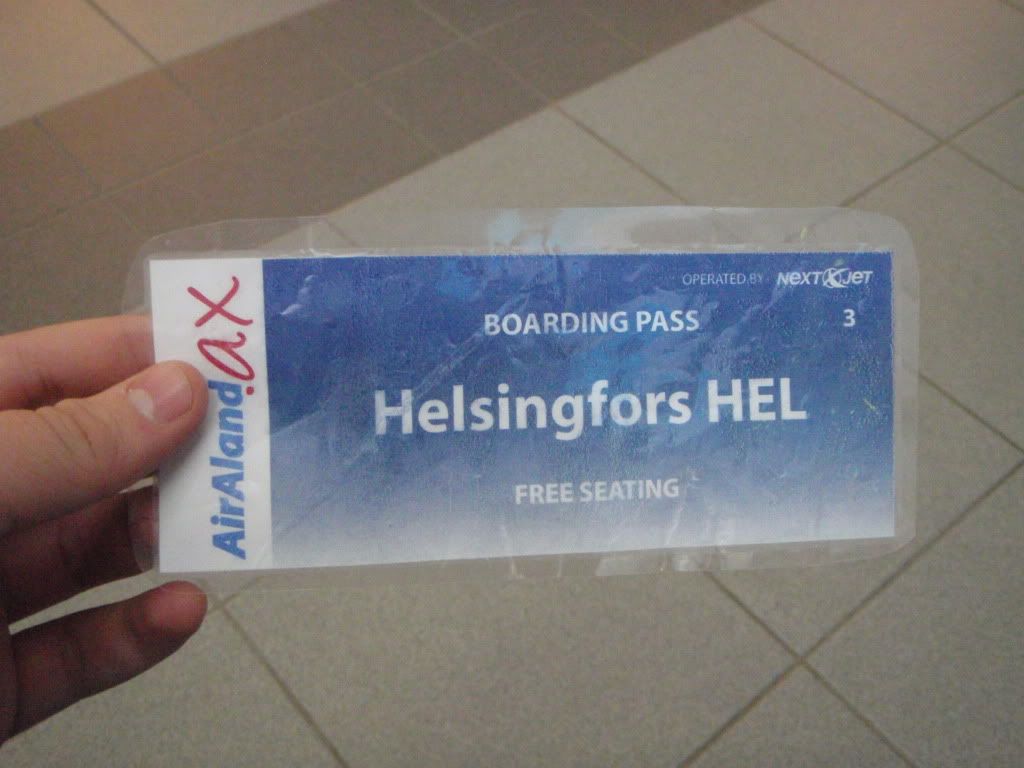 AirAland.ax
OPERATED BY NEXTJET
BOARDING PASS
3
Helsingfors HEL
FREE SEATING